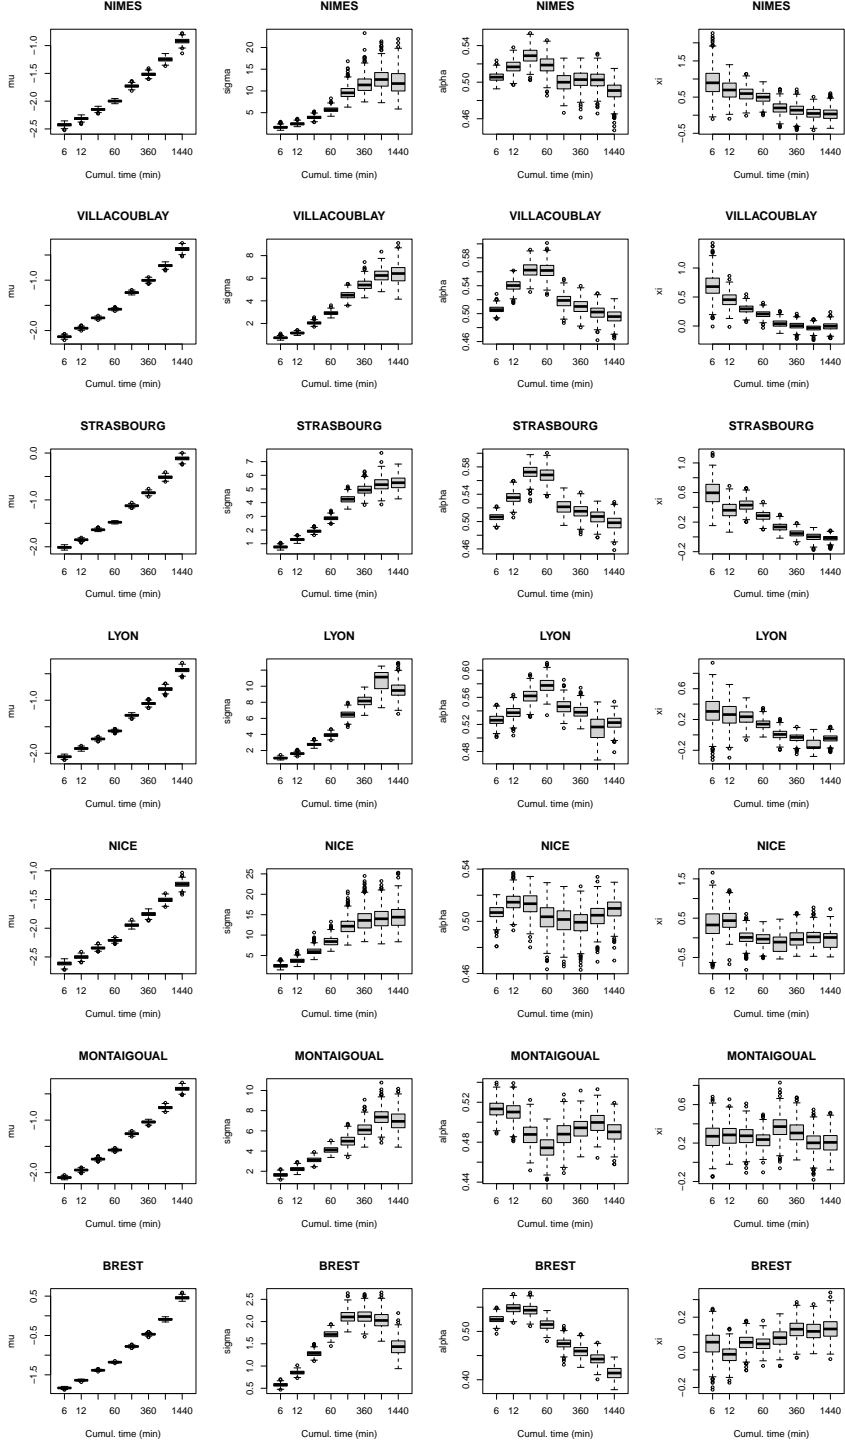 NIMES
mu
−2.5 −2.0 −1.5 −1.0
6 12 60 360 1440
Cumul. time (min)
NIMES
sigma
5 10 15 20
6 12 60 360 1440
Cumul. time (min)
NIMES
alpha
0.46 0.50 0.54
6 12 60 360 1440
Cumul. time (min)
NIMES
xi
−0.5 0.5 1.5
6 12 60 360 1440
Cumul. time (min)
VILLACOUBLAY
mu
−2.0 −1.0
6 12 60 360 1440
Cumul. time (min)
VILLACOUBLAY
sigma
2 4 6 8
6 12 60 360 1440
Cumul. time (min)
VILLACOUBLAY
alpha
0.46 0.50 0.54 0.58
6 12 60 360 1440
Cumul. time (min)
VILLACOUBLAY
xi
0.0 0.5 1.0
6 12 60 360 1440
Cumul. time (min)
STRASBOURG
mu
−2.0 −1.0 0.0
6 12 60 360 1440
Cumul. time (min)
STRASBOURG
sigma
1 2 3 4 5 6 7
6 12 60 360 1440
Cumul. time (min)
STRASBOURG
alpha
0.46 0.50 0.54 0.58
6 12 60 360 1440
Cumul. time (min)
STRASBOURG
xi
−0.2 0.2 0.6 1.0
6 12 60 360 1440
Cumul. time (min)
LYON
mu
−2.0 −1.0
6 12 60 360 1440
Cumul. time (min)
LYON
sigma
2 4 6 8 10
6 12 60 360 1440
Cumul. time (min)
LYON
alpha
0.48 0.52 0.56 0.60
6 12 60 360 1440
Cumul. time (min)
LYON
xi
−0.2 0.2 0.6
6 12 60 360 1440
Cumul. time (min)
NICE
mu
−2.5 −2.0 −1.5 −1.0
6 12 60 360 1440
Cumul. time (min)
NICE
sigma
5 10 15 20 25
6 12 60 360 1440
Cumul. time (min)
NICE
alpha
0.46 0.50 0.54
6 12 60 360 1440
Cumul. time (min)
NICE
xi
−0.5 0.5 1.5
6 12 60 360 1440
Cumul. time (min)
MONTAIGOUAL
mu
−2.0 −1.0
6 12 60 360 1440
Cumul. time (min)
MONTAIGOUAL
sigma
2 4 6 8 10
6 12 60 360 1440
Cumul. time (min)
MONTAIGOUAL
alpha
0.44 0.48 0.52
6 12 60 360 1440
Cumul. time (min)
MONTAIGOUAL
xi
−0.2 0.2 0.6
6 12 60 360 1440
Cumul. time (min)
BREST
mu
−1.5 −0.5 0.5
6 12 60 360 1440
Cumul. time (min)
BREST
sigma
0.5 1.0 1.5 2.0 2.5
6 12 60 360 1440
Cumul. time (min)
BREST
alpha
0.40 0.50
6 12 60 360 1440
Cumul. time (min)
BREST
xi
−0.2 0.0 0.2
6 12 60 360 1440
Cumul. time (min)